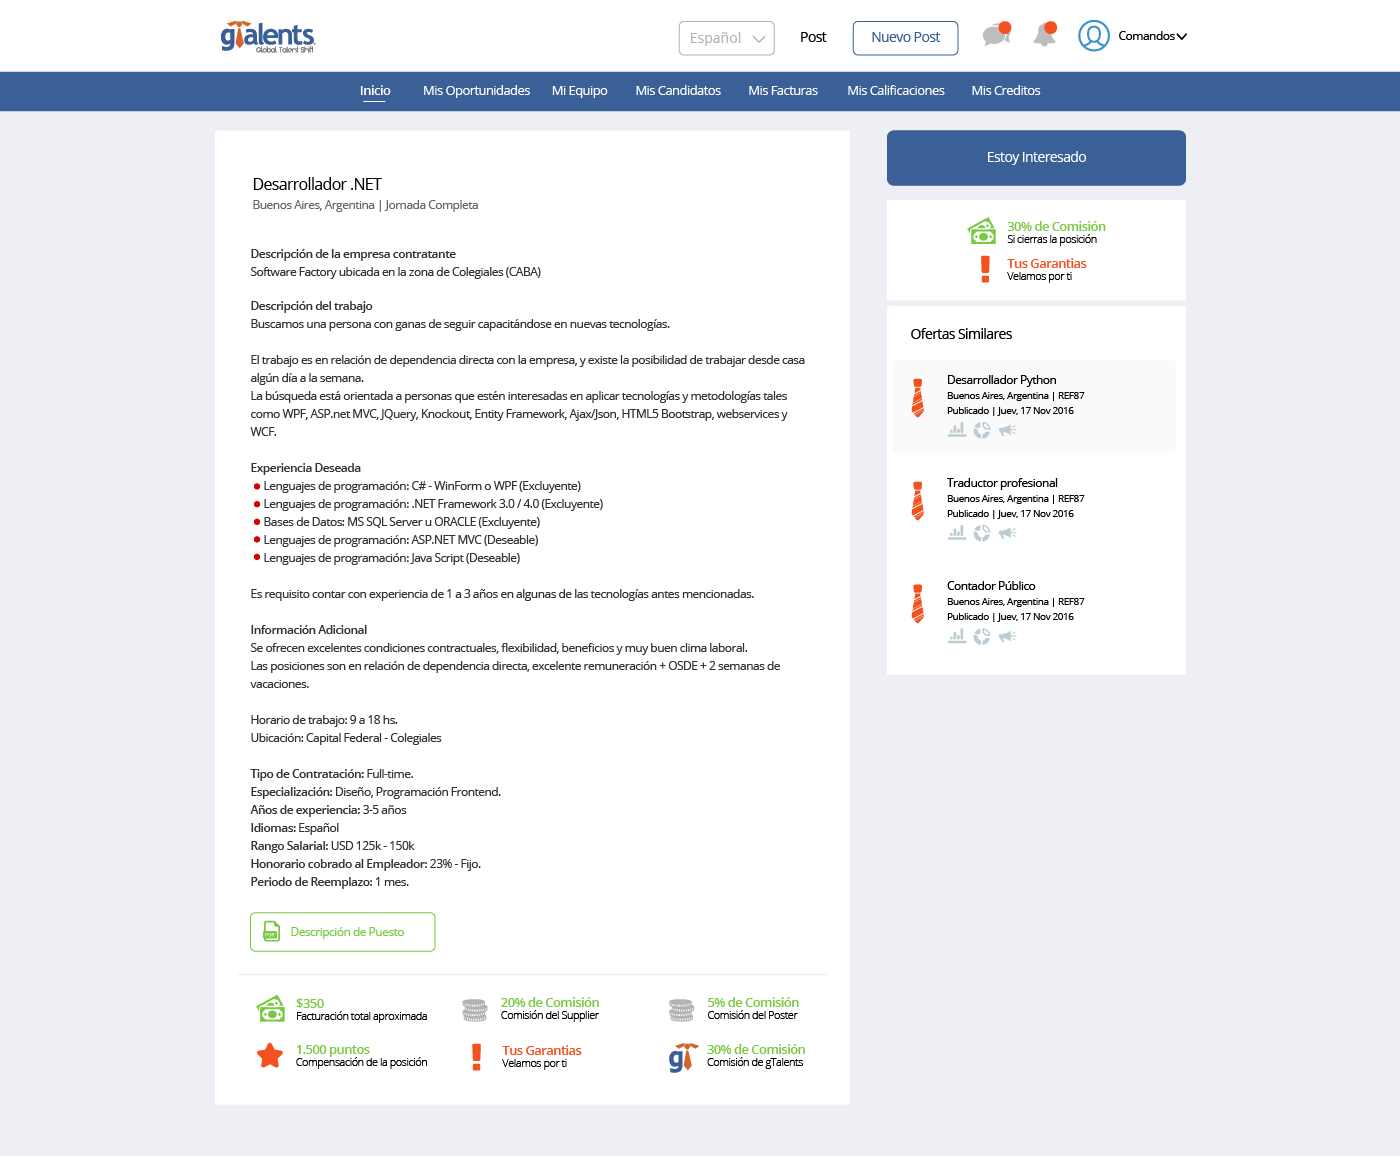 gTalents
Global Talent Shift
Español
Post
Nuevo Post
Comandos
Inicio
Mis Oportunidades
Mi Equipo
Mis Candidatos
Mis Facturas
Mis Calificaciones
Mis Creditos
Desarrollador .NET
Buenos Aires, Argentina | Jornada Completa
Descripción de la empresa contratante
Software Factory ubicada en la zona de Colegiales (CABA)
Descripción del trabajo
Buscamos una persona con ganas de seguir capacitándose en nuevas tecnologías.
El trabajo es en relación de dependencia directa con la empresa, y existe la posibilidad de trabajar desde casa
algún día a la semana.
La búsqueda está orientada a personas que estén interesadas en aplicar tecnologías y metodologías tales
como WPF, ASP.net MVC, JQuery, Knockout, Entity Framework, Ajax/Json, HTML5 Bootstrap, webservices y
WCF.
Experiencia Deseada
Lenguajes de programación: C# - WinForm o WPF (Excluyente)
Lenguajes de programación: .NET Framework 3.0 / 4.0 (Excluyente)
Bases de Datos: MS SQL Server u ORACLE (Excluyente)
Lenguajes de programación: ASP.NET MVC (Deseable)
Lenguajes de programación: Java Script (Deseable)
Es requisito contar con experiencia de 1 a 3 años en algunas de las tecnologías antes mencionadas.
Información Adicional
Se ofrecen excelentes condiciones contractuales, flexibilidad, beneficios y muy buen clima laboral.
Las posiciones son en relación de dependencia directa, excelente remuneración + OSDE + 2 semanas de
vacaciones.
Horario de trabajo: 9 a 18 hs.
Ubicación: Capital Federal - Colegiales
Tipo de Contratación: Full-time.
Especialización: Diseño, Programación Frontend.
Años de experiencia: 3-5 años
Idiomas: Español
Rango Salarial: USD 125k - 150k
Honorario cobrado al Empleador: 23% - Fijo.
Periodo de Reemplazo: 1 mes.
PDF
Descripción de Puesto
$350
Facturación total aproximada
20% de Comisión
Comisión del Supplier
5% de Comisión
Comisión del Poster
1.500 puntos
Compensación de la posición
Tus Garantias
Velamos por ti
gT
30% de Comisión
Comisión de gTalents
Estoy Interesado
30% de Comisión
Si cierras la posición
Tus Garantias
Velamos por ti
Ofertas Similares
Desarrollador Python
Buenos Aires, Argentina | REF87
Publicado | Juev, 17 Nov 2016
Traductor profesional
Buenos Aires, Argentina | REF87
Publicado | Juev, 17 Nov 2016
Contador Público
Buenos Aires, Argentina | REF87
Publicado | Juev, 17 Nov 2016